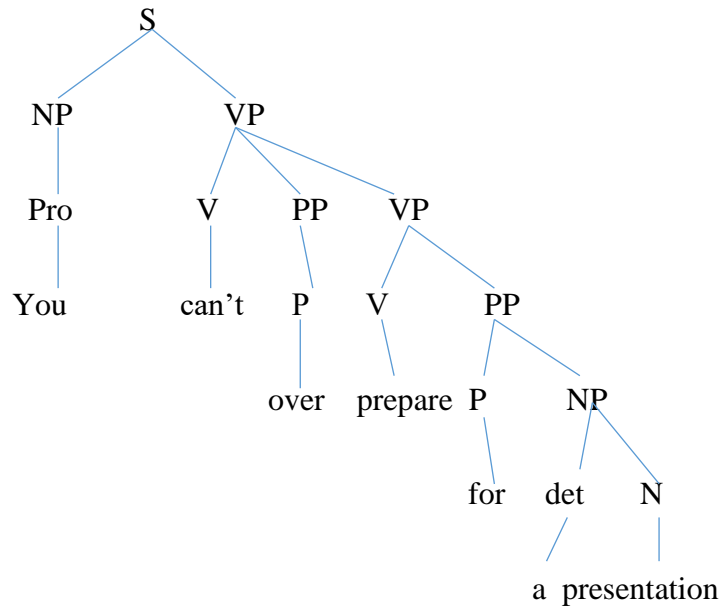 S
NP VP
Pro V PP VP
You can’t P V PP
over prepare P NP
for det N
a presentation